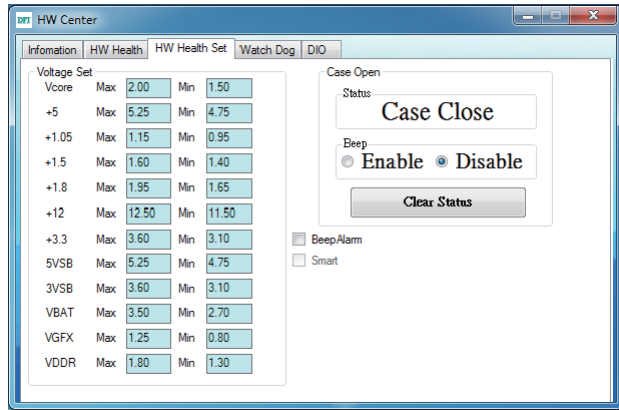 DFI HW Center
Infomation HW Health HW Health Set Watch Dog DIO
Voltage Set
Vcore Max 2.00 Min 1.50
+5 Max 5.25 Min 4.75
+1.05 Max 1.15 Min 0.95
+1.5 Max 1.60 Min 1.40
+1.8 Max 1.95 Min 1.65
+12 Max 12.50 Min 11.50
+3.3 Max 3.60 Min 3.10
5VSB Max 5.25 Min 4.75
3VSB Max 3.60 Min 3.10
VBAT Max 3.50 Min 2.70
VGFX Max 1.25 Min 0.80
VDDR Max 1.80 Min 1.30
Case Open
Status
Case Close
Beep
Enable Disable
Clear Status
BeepAlarm
Smart